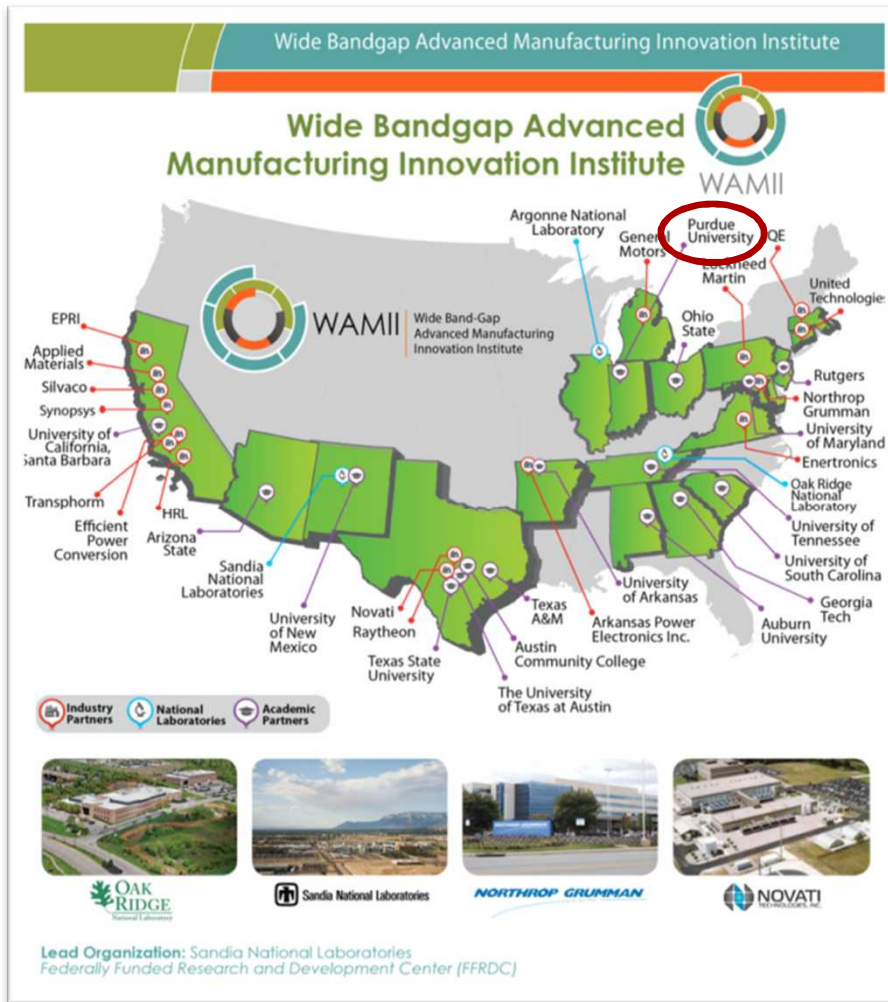 Wide Bandgap Advanced Manufacturing Innovation Institute
Wide Bandgap Advanced
Manufacturing Innovation Institute
WAMII
Argonne National
Laboratory
General
Motors
Purdue
University
QE
Lockheed
Martin
United
Technologies
Ohio
State
WAMII
Wide Band-Gap
Advanced Manufacturing
Innovation Institute
EPRI
Applied
Materials
Silvaco
Synopsys
University of
California,
Santa Barbara
Transphorm
Efficient
Power
Conversion
HRL
Arizona
State
Sandia
National
Laboratories
University
of New
Mexico
Novati
Raytheon
Texas State
University
Texas
A&M
Austin
Community College
The University
of Texas at Austin
Arkansas Power
Electronics Inc.
University
of Arkansas
Auburn
University
Georgia
Tech
University of
South Carolina
University of
Tennessee
Oak Ridge
National
Laboratory
Enertronics
University
of Maryland
Northrop
Grumman
Rutgers
Industry
Partners
National
Laboratories
Academic
Partners
OAK
RIDGE
National Laboratory
Sandia National Laboratories
NORTHROP GRUMMAN
NOVATI
TECHNOLOGIES, INC.
Lead Organization: Sandia National Laboratories
Federally Funded Research and Development Center (FFRDC)